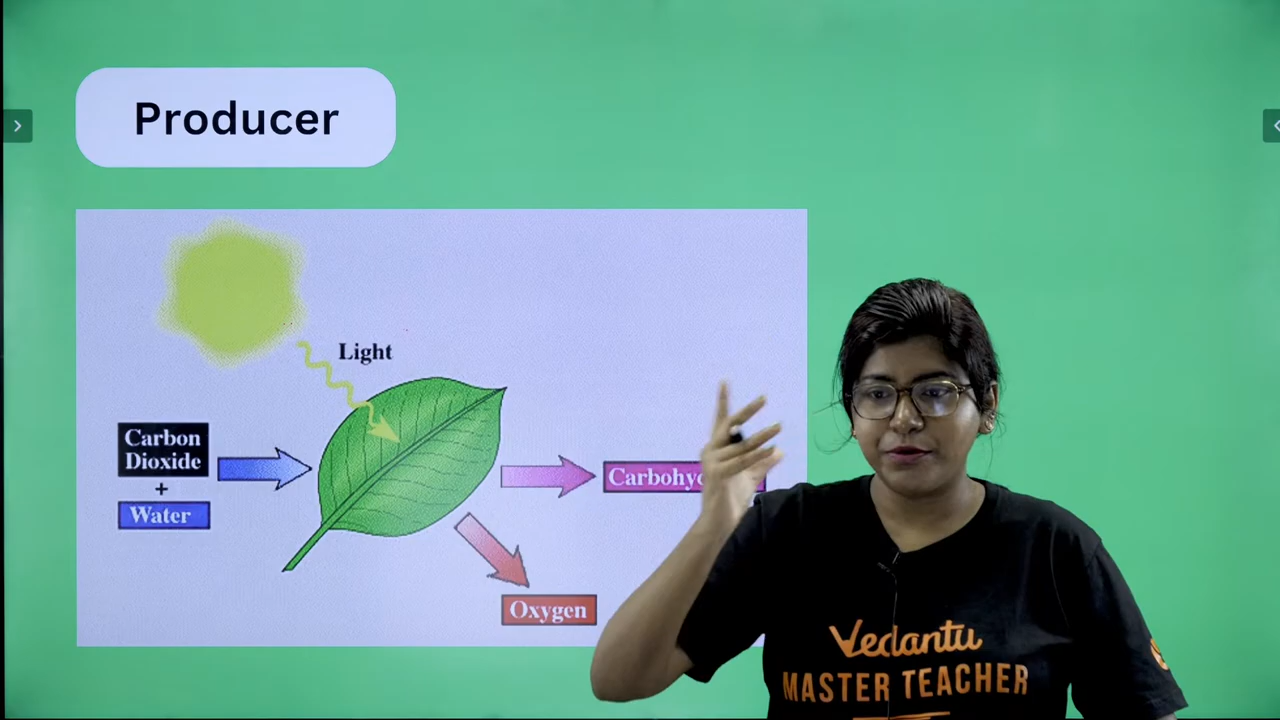 Producer
Light
Carbon
Dioxide
+
Water
Oxygen
Vedantu
MASTER TEACHER